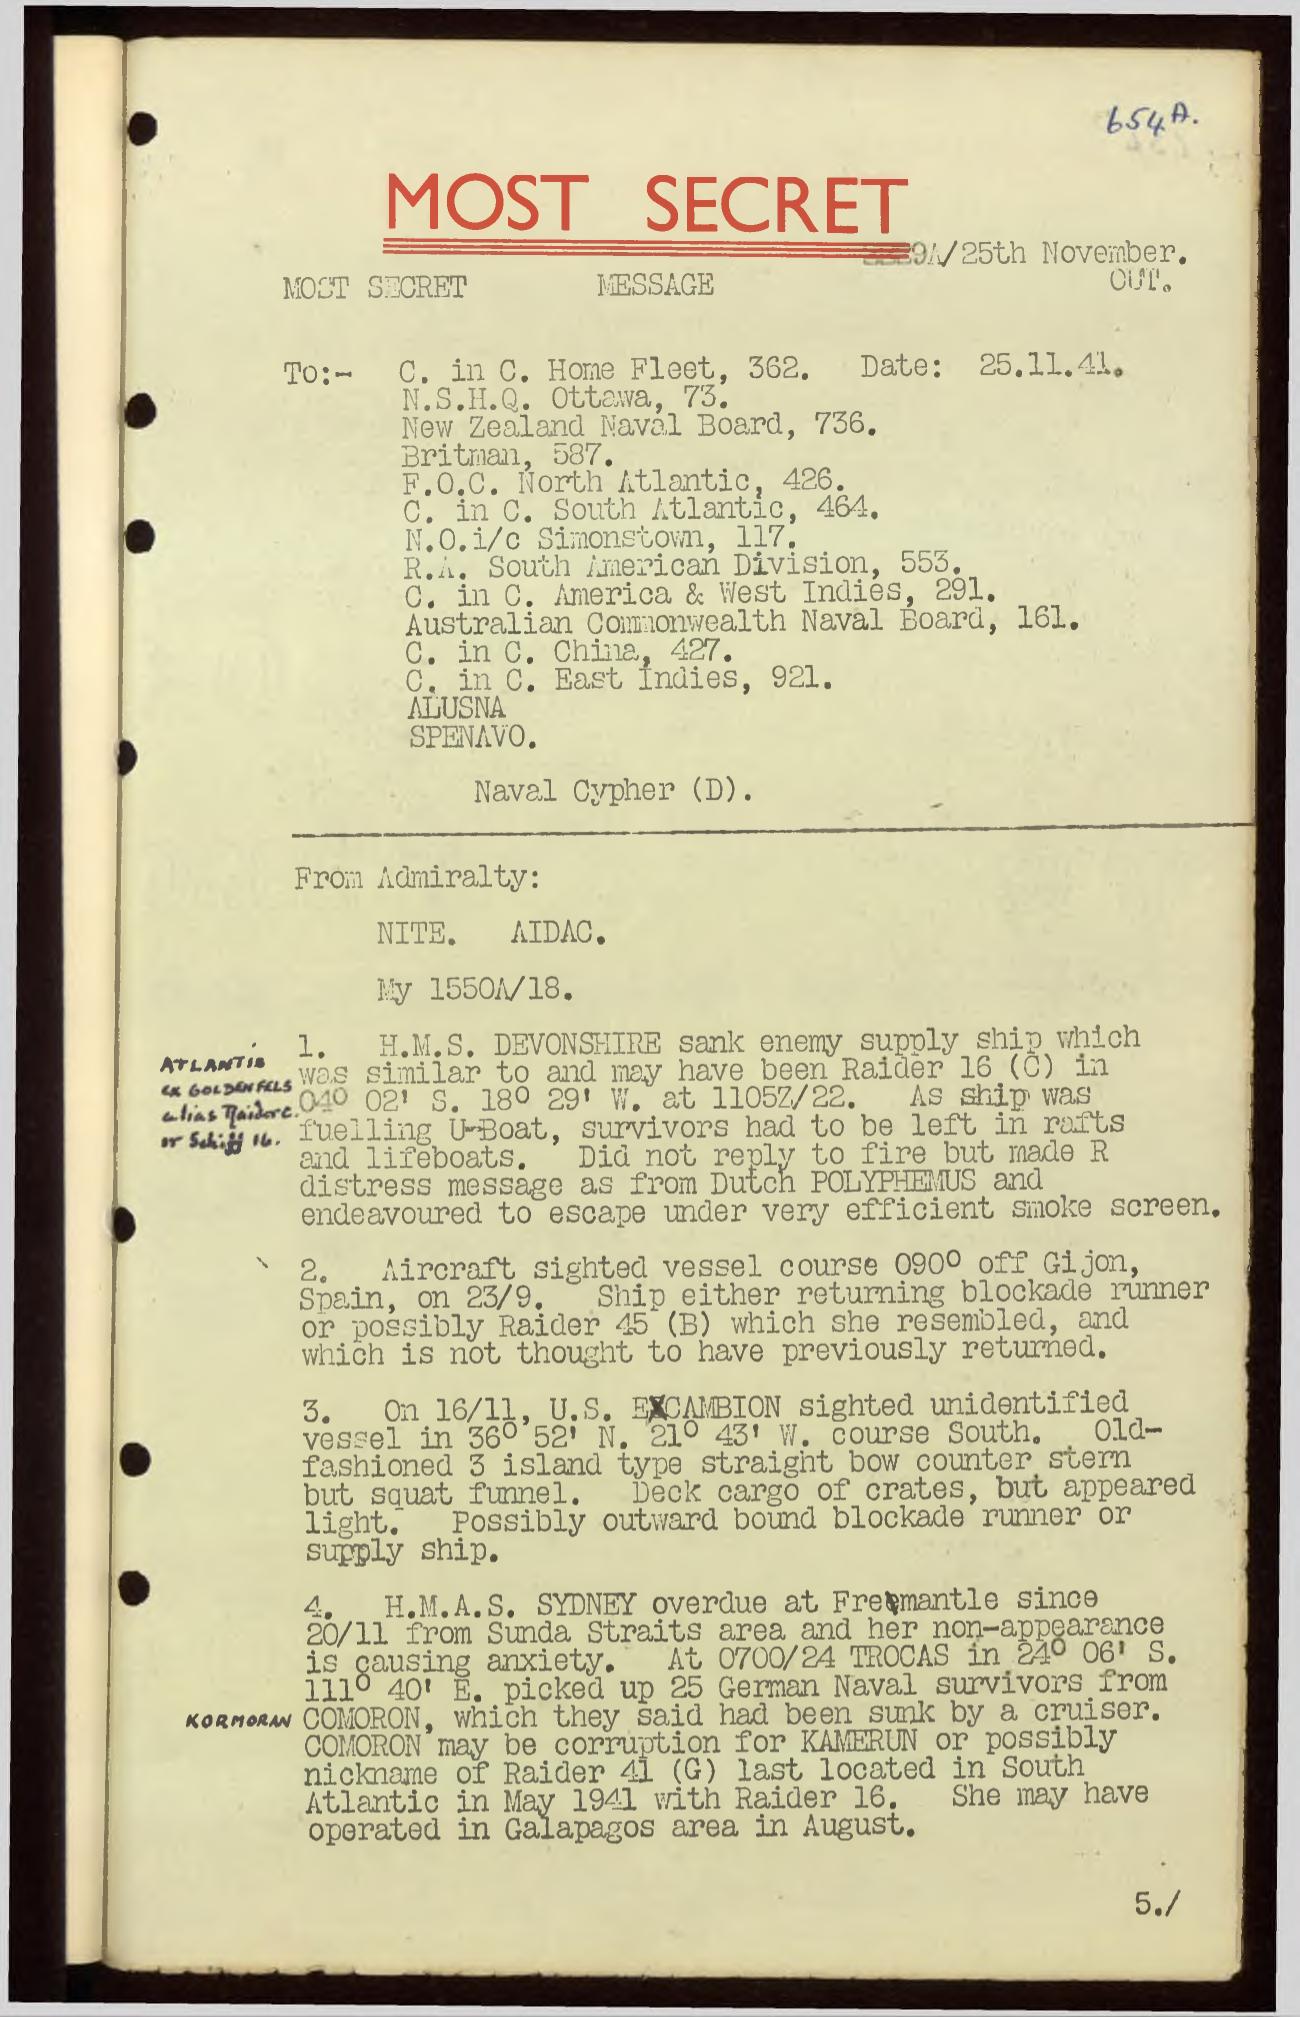 654A.
MOST SECRET
9A/25th November.
MOST SECRET MESSAGE OUT.
To:- C. in C. Home Fleet, 362. Date: 25.11.41.
N.S.H.Q. Ottawa, 73.
New Zealand Naval Board, 736.
Britman, 587.
F.O.C. North Atlantic, 426.
C. in C. South Atlantic, 464.
N.O.i/c Simonstown, 117.
R.A. South American Division, 553.
C. in C. America & West Indies, 291.
Australian Commonwealth Naval Board, 161.
C. in C. China, 427.
C. in C. East Indies, 921.
ALUSNA
SPENAVO.
Naval Cypher (D).
From Admiralty:
NITE. AIDAC.
My 1550A/18.
1. H.M.S. DEVONSHIRE sank enemy supply ship which
was similar to and may have been Raider 16 (C) in
04º 02' S. 18º 29' W. at 1105Z/22. As ship was
fuelling U-Boat, survivors had to be left in rafts
and lifeboats. Did not reply to fire but made R
distress message as from Dutch POLYPHEMUS and
endeavoured to escape under very efficient smoke screen.
ATLANTIS
ex GOLDENFELS
alias Raider C.
or Schiff 16.
2. Aircraft sighted vessel course 090º off Gijon,
Spain, on 23/9. Ship either returning blockade runner
or possibly Raider 45 (B) which she resembled, and
which is not thought to have previously returned.
3. On 16/11, U.S. EXCAMBION sighted unidentified
vessel in 36º 52' N. 21º 43' W. course South. Old-
fashioned 3 island type straight bow counter stern
but squat funnel. Deck cargo of crates, but appeared
light. Possibly outward bound blockade runner or
supply ship.
4. H.M.A.S. SYDNEY overdue at Freemantle since
20/11 from Sunda Straits area and her non-appearance
is causing anxiety. At 0700/24 TROCAS in 24º 06' S.
111º 40' E. picked up 25 German Naval survivors from
KORMORAN COMORON, which they said had been sunk by a cruiser.
COMORON may be corruption for KAMERUN or possibly
nickname of Raider 41 (G) last located in South
Atlantic in May 1941 with Raider 16. She may have
operated in Galapagos area in August.
5./